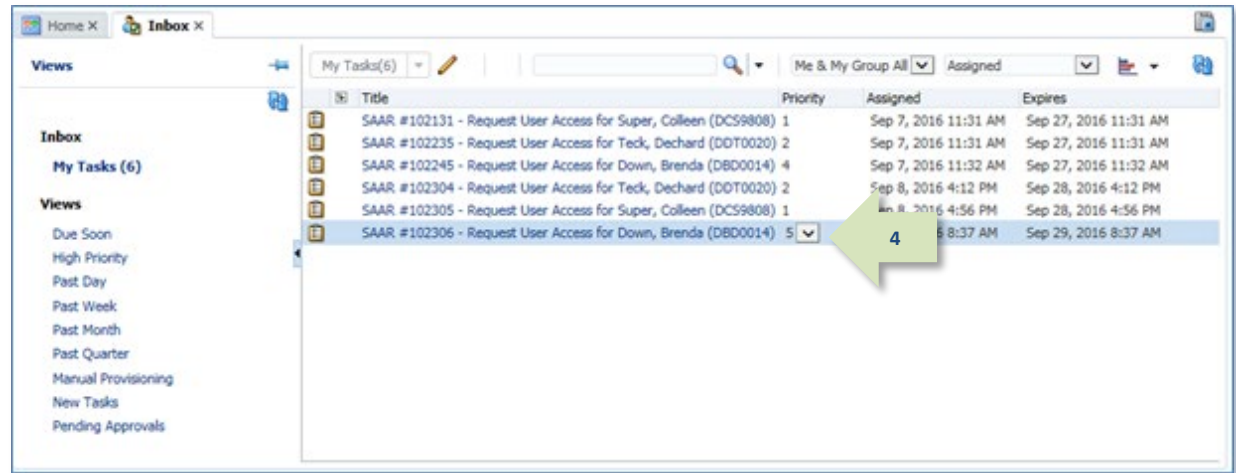 Home X Inbox X
Views
My Tasks(6) Me & My Group All Assigned
Title Priority Assigned Expires
SAAR #102131 - Request User Access for Super, Colleen (DCS9808) 1 Sep 7, 2016 11:31 AM Sep 27, 2016 11:31 AM
SAAR #102235 - Request User Access for Teck, Dechard (DDT0020) 2 Sep 7, 2016 11:31 AM Sep 27, 2016 11:31 AM
SAAR #102245 - Request User Access for Down, Brenda (DBD0014) 4 Sep 7, 2016 11:32 AM Sep 27, 2016 11:32 AM
SAAR #102304 - Request User Access for Teck, Dechard (DDT0020) 2 Sep 8, 2016 4:12 PM Sep 28, 2016 4:12 PM
SAAR #102305 - Request User Access for Super, Colleen (DCS9808) 1 8, 2016 4:56 PM Sep 28, 2016 4:56 PM
SAAR #102306 - Request User Access for Down, Brenda (DBD0014) 5 8:37 AM Sep 29, 2016 8:37 AM
4
Inbox
My Tasks (6)
Views
Due Soon
High Priority
Past Day
Past Week
Past Month
Past Quarter
Manual Provisioning
New Tasks
Pending Approvals